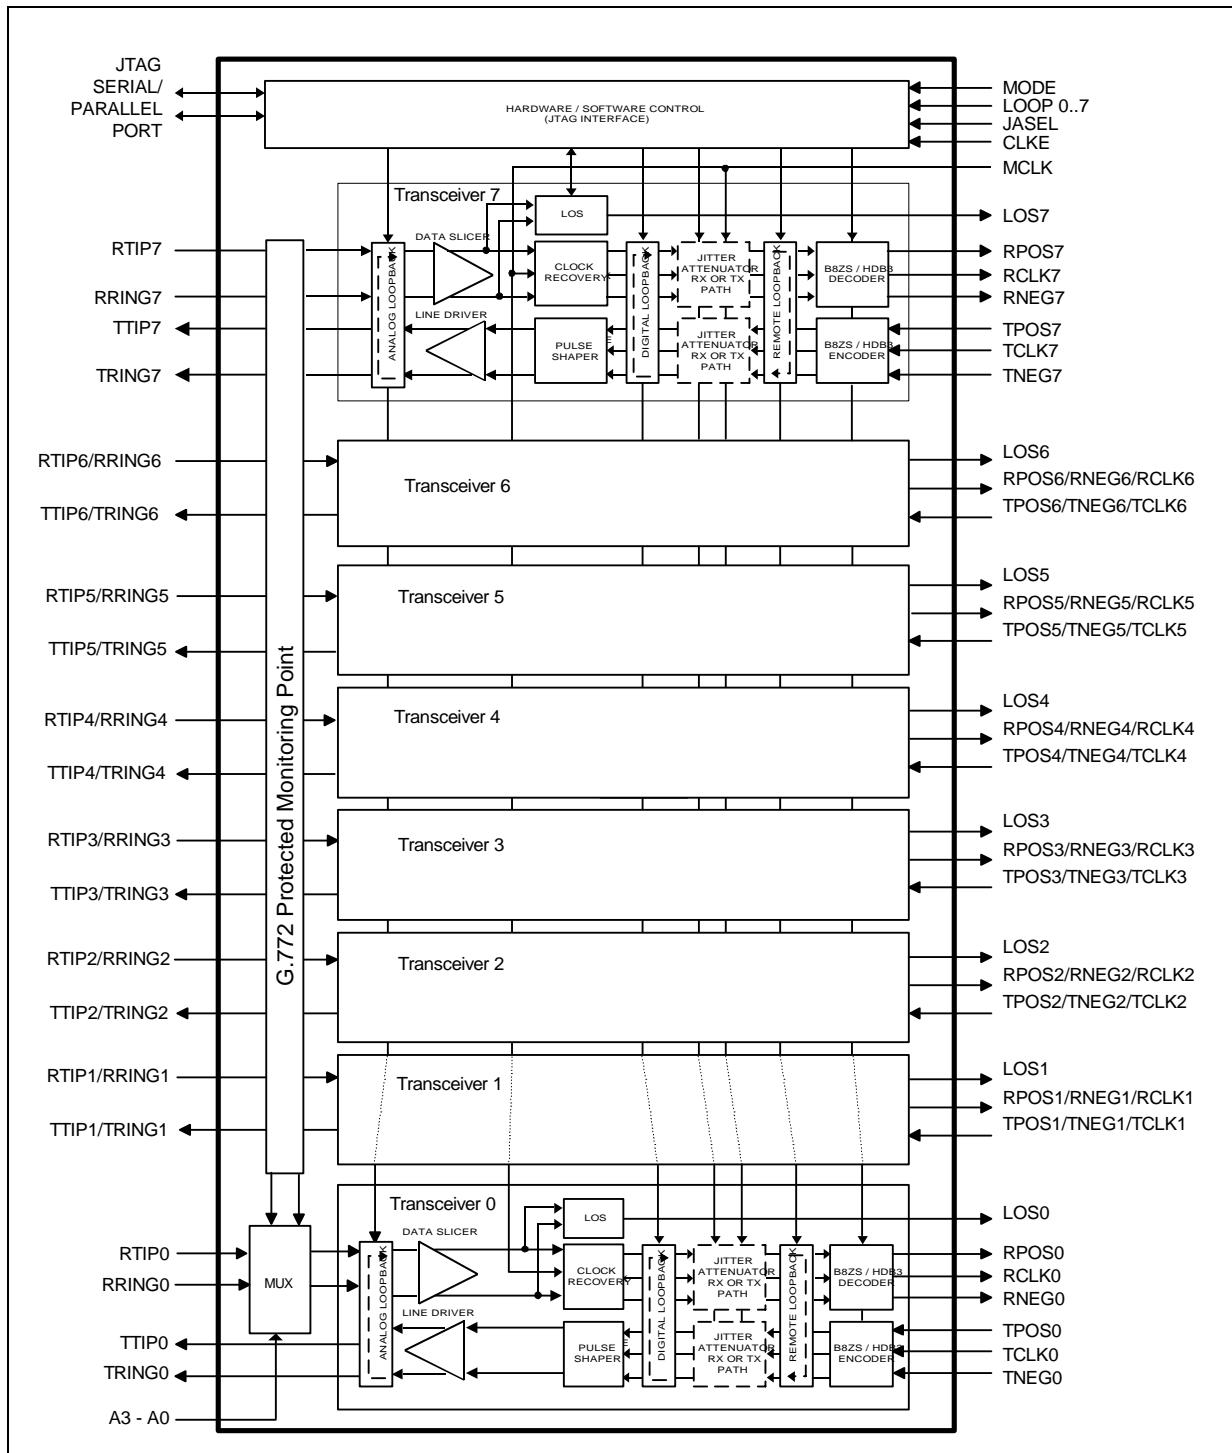 JTAG
SERIAL/
PARALLEL
PORT
HARDWARE / SOFTWARE CONTROL
(JTAG INTERFACE)
MODE
LOOP 0..7
JASEL
CLKE
MCLK
Transceiver 7
LOS
LOS7
RTIP7
RRING7
TTIP7
TRING7
ANALOG LOOPBACK
DATA SLICER
LINE DRIVER
CLOCK
RECOVERY
PULSE
SHAPER
DIGITAL LOOPBACK
JITTER
ATTENUATOR
RX OR TX
PATH
JITTER
ATTENUATOR
RX OR TX
PATH
REMOTE LOOPBACK
B8ZS / HDB3
DECODER
B8ZS / HDB3
ENCODER
RPOS7
RCLK7
RNEG7
TPOS7
TCLK7
TNEG7
G.772 Protected Monitoring Point
RTIP6/RRING6
TTIP6/TRING6
Transceiver 6
LOS6
RPOS6/RNEG6/RCLK6
TPOS6/TNEG6/TCLK6
RTIP5/RRING5
TTIP5/TRING5
Transceiver 5
LOS5
RPOS5/RNEG5/RCLK5
TPOS5/TNEG5/TCLK5
RTIP4/RRING4
TTIP4/TRING4
Transceiver 4
LOS4
RPOS4/RNEG4/RCLK4
TPOS4/TNEG4/TCLK4
RTIP3/RRING3
TTIP3/TRING3
Transceiver 3
LOS3
RPOS3/RNEG3/RCLK3
TPOS3/TNEG3/TCLK3
RTIP2/RRING2
TTIP2/TRING2
Transceiver 2
LOS2
RPOS2/RNEG2/RCLK2
TPOS2/TNEG2/TCLK2
RTIP1/RRING1
TTIP1/TRING1
Transceiver 1
LOS1
RPOS1/RNEG1/RCLK1
TPOS1/TNEG1/TCLK1
Transceiver 0
LOS
LOS0
RTIP0
RRING0
TTIP0
TRING0
A3 - A0
MUX
ANALOG LOOPBACK
DATA SLICER
LINE DRIVER
CLOCK
RECOVERY
PULSE
SHAPER
DIGITAL LOOPBACK
JITTER
ATTENUATOR
RX OR TX
PATH
JITTER
ATTENUATOR
RX OR TX
PATH
REMOTE LOOPBACK
B8ZS / HDB3
DECODER
B8ZS / HDB3
ENCODER
RPOS0
RCLK0
RNEG0
TPOS0
TCLK0
TNEG0